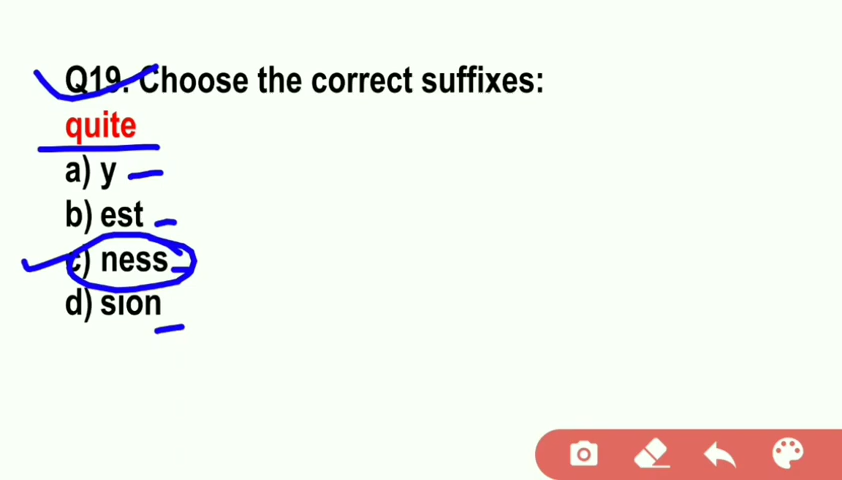 Q19. Choose the correct suffixes:
quite
a) y
b) est
c) ness
d) sion